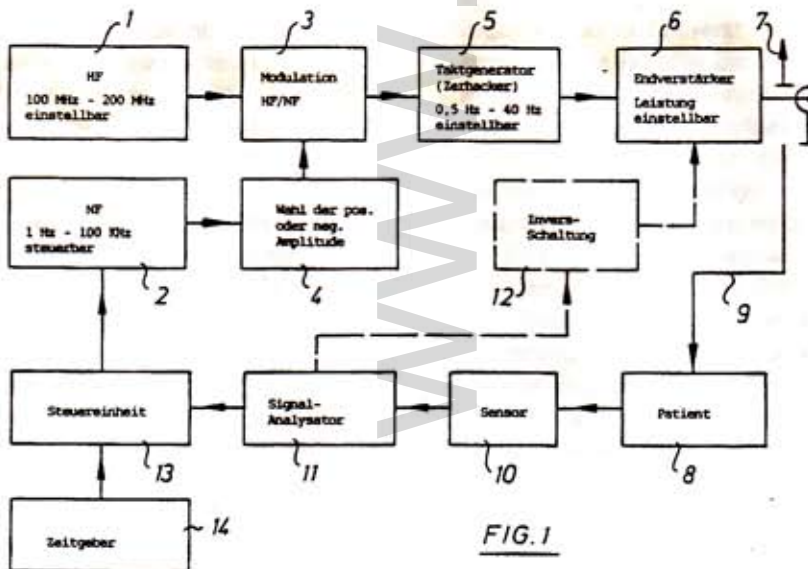 1
3
5
6
7
HF
100 MHz - 200 MHz
einstellbar
Modulation
HF/NF
Taktgenerator
(Zerhacker)
0,5 Hz - 40 Hz
einstellbar
Endverstärker
Leistung
einstellbar
NF
1 Hz - 100 KHz
steuerbar
Wahl der pos.
oder neg.
Amplitude
Invers-
Schaltung
2
4
12
9
Steuereinheit
Signal-
Analysator
Sensor
Patient
13
11
10
8
Zeitgeber
14
FIG. 1
WWW